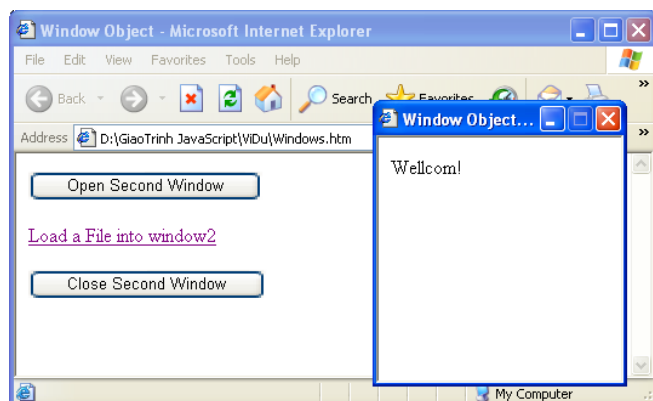 Window Object - Microsoft Internet Explorer
File Edit View Favorites Tools Help
Back Search Favorites
Address D:\GiaoTrinh JavaScript\ViDu\Windows.htm
Window Object...
Wellcom!
Open Second Window
Load a File into window2
Close Second Window
My Computer